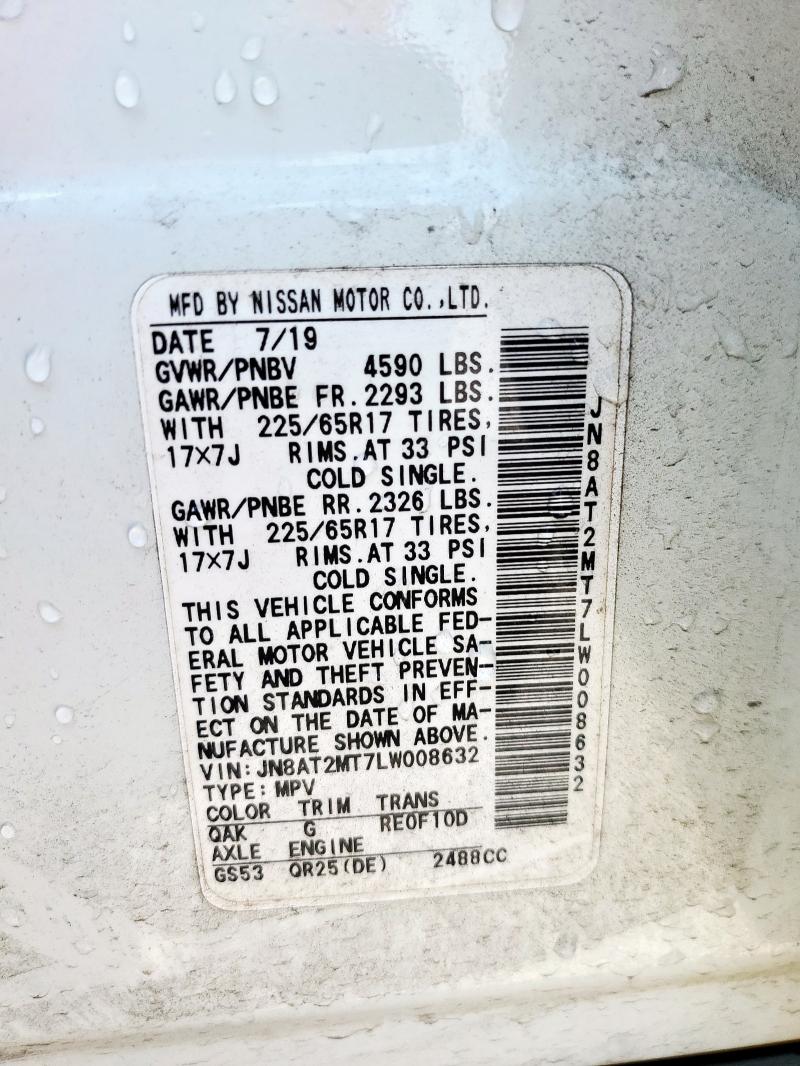 MFD BY NISSAN MOTOR CO.,LTD.
DATE 7/19
GVWR/PNBV 4590 LBS.
GAWR/PNBE FR. 2293 LBS.
WITH 225/65R17 TIRES,
17X7J RIMS.AT 33 PSI
COLD SINGLE.
GAWR/PNBE RR. 2326 LBS.
WITH 225/65R17 TIRES,
17X7J RIMS.AT 33 PSI
COLD SINGLE.
THIS VEHICLE CONFORMS
TO ALL APPLICABLE FED-
ERAL MOTOR VEHICLE SA-
FETY AND THEFT PREVEN-
TION STANDARDS IN EFF-
ECT ON THE DATE OF MA-
NUFACTURE SHOWN ABOVE.
VIN:JN8AT2MT7LW008632
TYPE:MPV
COLOR TRIM TRANS
QAK G RE0F10D
AXLE ENGINE
GS53 QR25(DE) 2488CC
JN8AT2MT7LW008632